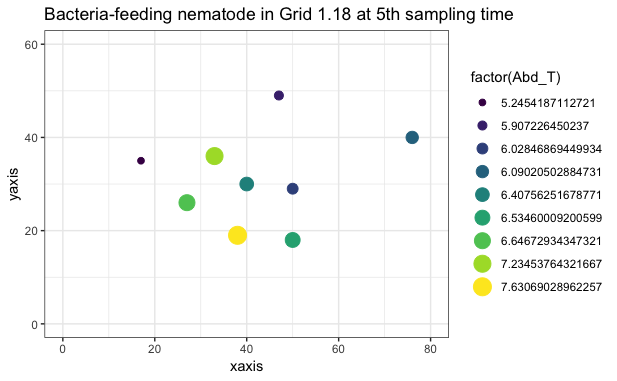 Bacteria-feeding nematode in Grid 1.18 at 5th sampling time
60
40
20
0
yaxis
0 20 40 60 80
xaxis
factor(Abd_T)
5.2454187112721
5.907226450237
6.02846869449934
6.09020502884731
6.40756251678771
6.53460009200599
6.64672934347321
7.23453764321667
7.63069028962257